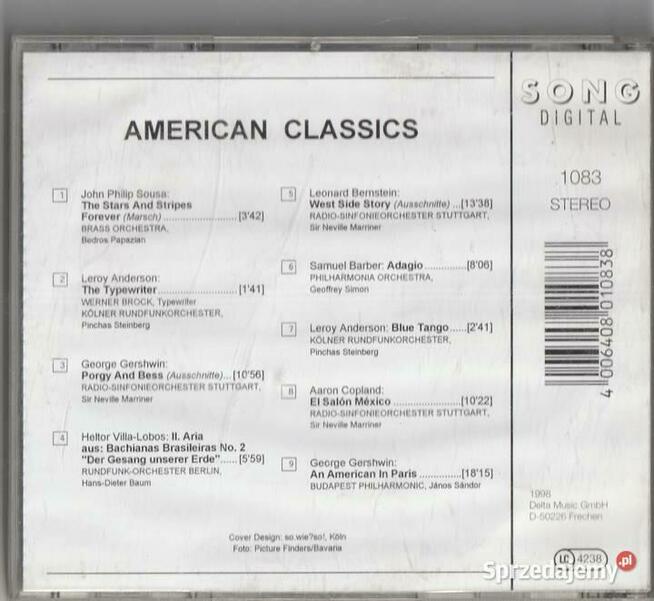 AMERICAN CLASSICS
1
John Philip Sousa:
The Stars And Stripes
Forever (Marsch) ........................ [3'42]
BRASS ORCHESTRA,
Bedros Papazian
2
Leroy Anderson:
The Typewriter ........................ [1'41]
WERNER BROCK, Typewriter
KÖLNER RUNDFUNKORCHESTER,
Pinchas Steinberg
3
George Gershwin:
Porgy And Bess (Ausschnitte)... [10'56]
RADIO-SINFONIEORCHESTER STUTTGART,
Sir Neville Marriner
4
Heitor Villa-Lobos: II. Aria
aus: Bachianas Brasileiras No. 2
"Der Gesang unserer Erde"...... [5'59]
RUNDFUNK-ORCHESTER BERLIN,
Hans-Dieter Baum
5
Leonard Bernstein:
West Side Story (Ausschnitte) ...[13'38]
RADIO-SINFONIEORCHESTER STUTTGART,
Sir Neville Marriner
6
Samuel Barber: Adagio ............. [8'06]
PHILHARMONIA ORCHESTRA,
Geoffrey Simon
7
Leroy Anderson: Blue Tango ...... [2'41]
KÖLNER RUNDFUNKORCHESTER,
Pinchas Steinberg
8
Aaron Copland:
El Salón México ........................ [10'22]
RADIO-SINFONIEORCHESTER STUTTGART,
Sir Neville Marriner
9
George Gershwin:
An American In Paris .............. [18'15]
BUDAPEST PHILHARMONIC, János Sándor
Cover Design: so.wie?so!, Köln
Foto: Picture Finders/Bavaria
SONG
DIGITAL
1083
STEREO
4 006408 010838
1998
Delta Music GmbH
D-50226 Frechen
LC 4238
Sprzedajemy .pl